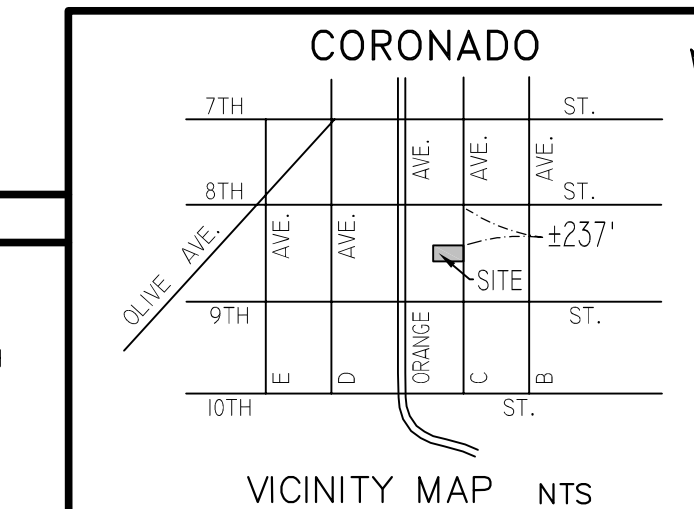 CORONADO
7TH ST.
AVE. AVE. AVE.
8TH ST.
OLIVE AVE.
AVE. AVE.
±237'
SITE
9TH ST.
E D ORANGE C B
10TH ST.
VICINITY MAP NTS